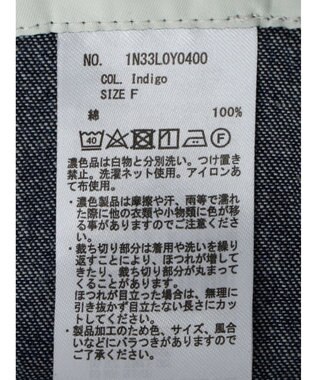 NO. 1N33L0Y0400
COL. Indigo
SIZE F
綿 100%
40 F
濃色品は白物と分別洗い。つけ置き
禁止。洗濯ネット使用。アイロンあ
て布使用。
・濃色製品は摩擦や汗、雨等で濡れ
た際に他の衣類や小物類に色が移
る事がありますのでご注意くださ
い。
・裁ち切り部分は着用や洗いを繰り
返すことにより、ほつれが増して
きたり、裁ち切り部分が丸まって
くることがあります。
ほつれが目立った場合は、無理に
引き抜かず目立たない長さにカッ
トしてください。
・製品加工のため色、サイズ、風合
いなどにバラつきがありますので
ご了承ください。